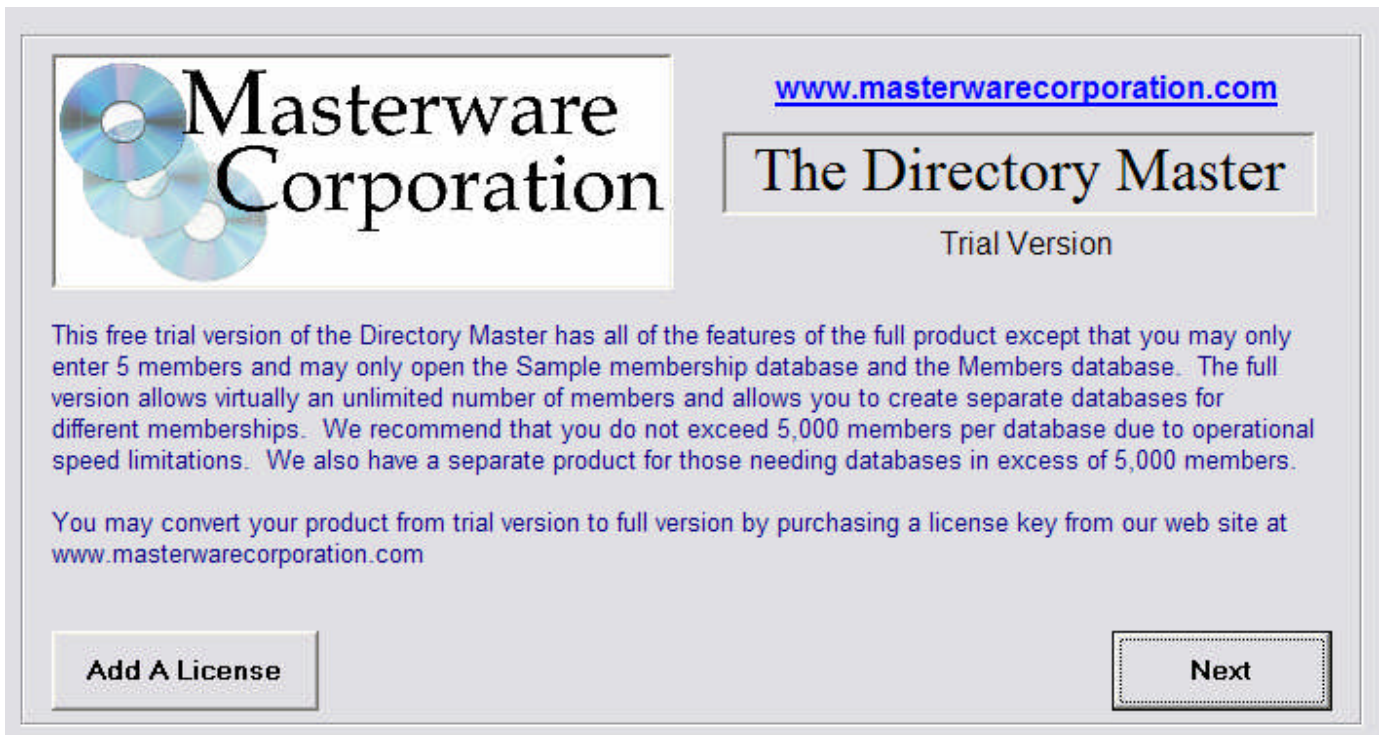 Masterware
Corporation
www.masterwarecorporation.com
The Directory Master
Trial Version
This free trial version of the Directory Master has all of the features of the full product except that you may only
enter 5 members and may only open the Sample membership database and the Members database.  The full
version allows virtually an unlimited number of members and allows you to create separate databases for
different memberships.  We recommend that you do not exceed 5,000 members per database due to operational
speed limitations.  We also have a separate product for those needing databases in excess of 5,000 members.
You may convert your product from trial version to full version by purchasing a license key from our web site at
www.masterwarecorporation.com
Add A License
Next